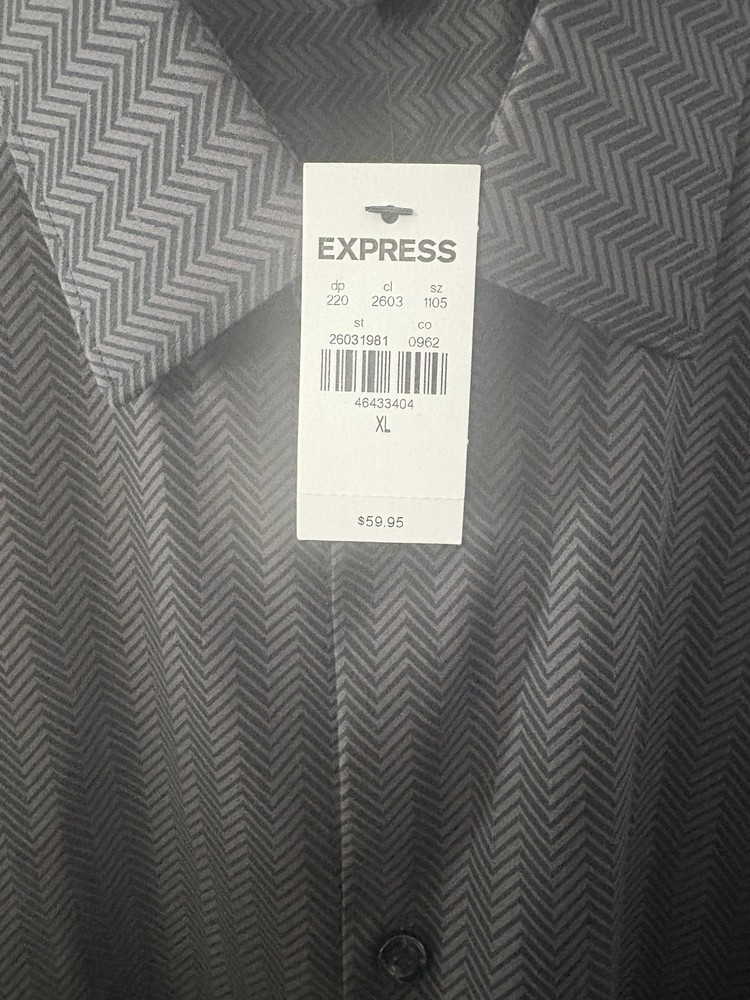 EXPRESS
dp cl sz
220 2603 1105
st co
26031981 0962
46433404
XL
$59.95